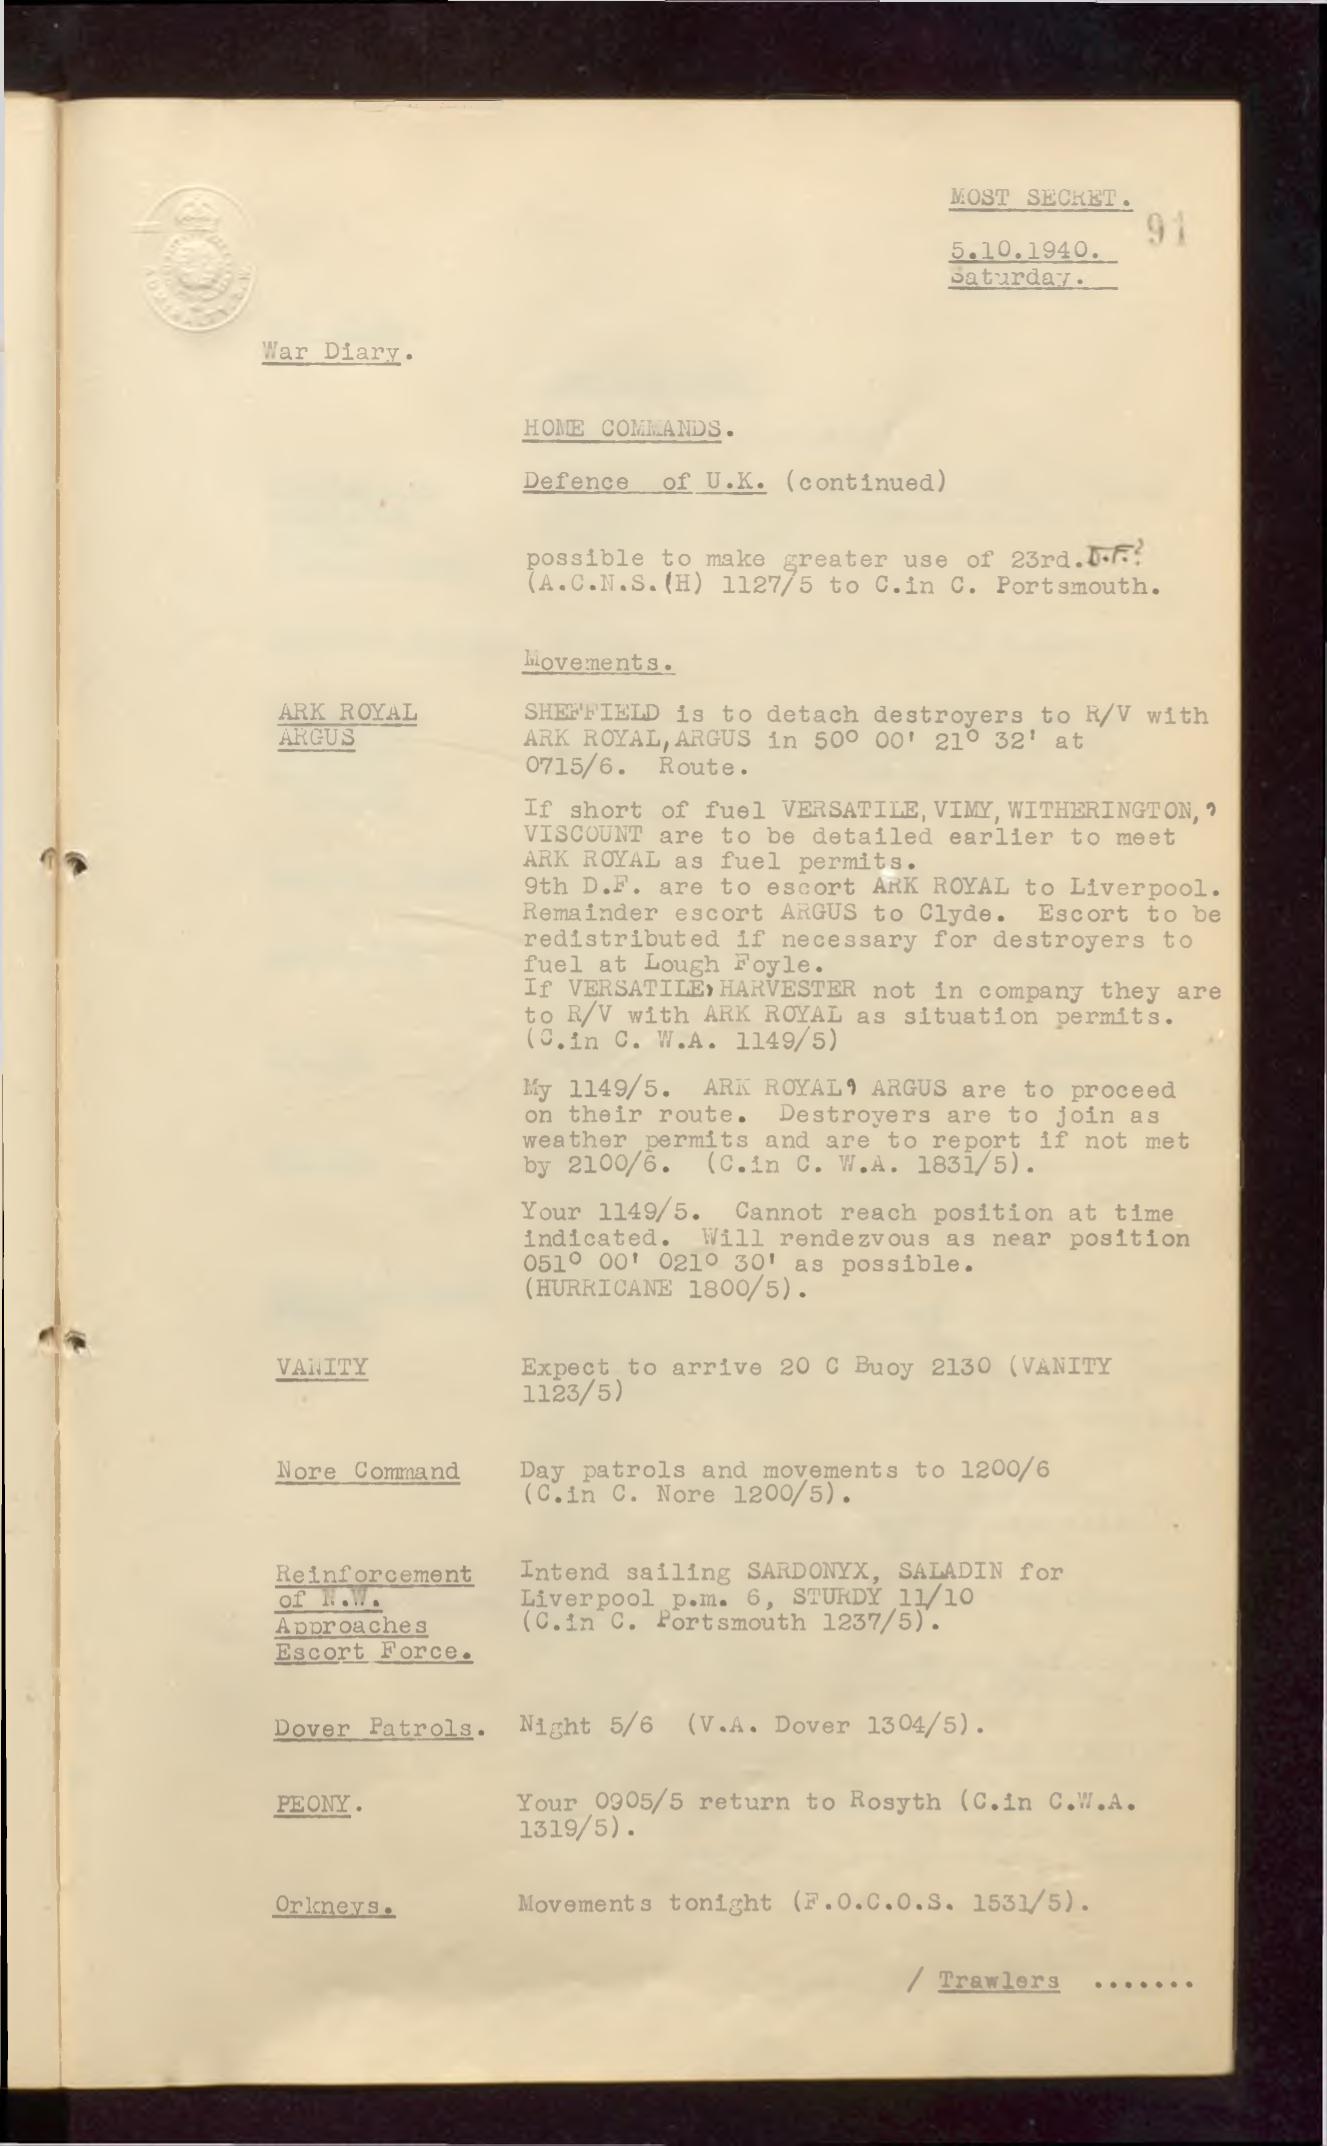 MOST SECRET.
91
5.10.1940.
Saturday.
War Diary.
HOME COMMANDS.
Defence of U.K. (continued)
possible to make greater use of 23rd. D.F.?
(A.C.N.S.(H) 1127/5 to C.in C. Portsmouth.
Movements.
ARK ROYAL
ARGUS
SHEFFIELD is to detach destroyers to R/V with
ARK ROYAL, ARGUS in 50° 00' 21° 32' at
0715/6. Route.
If short of fuel VERSATILE, VIMY, WITHERINGTON, ,
VISCOUNT are to be detailed earlier to meet
ARK ROYAL as fuel permits.
9th D.F. are to escort ARK ROYAL to Liverpool.
Remainder escort ARGUS to Clyde. Escort to be
redistributed if necessary for destroyers to
fuel at Lough Foyle.
If VERSATILE, HARVESTER not in company they are
to R/V with ARK ROYAL as situation permits.
(C.in C. W.A. 1149/5)
My 1149/5. ARK ROYAL, ARGUS are to proceed
on their route. Destroyers are to join as
weather permits and are to report if not met
by 2100/6. (C.in C. W.A. 1831/5).
Your 1149/5. Cannot reach position at time
indicated. Will rendezvous as near position
051° 00' 021° 30' as possible.
(HURRICANE 1800/5).
VANITY
Expect to arrive 20 C Buoy 2130 (VANITY
1123/5)
Nore Command
Day patrols and movements to 1200/6
(C.in C. Nore 1200/5).
Reinforcement
of N.W.
Approaches
Escort Force.
Intend sailing SARDONYX, SALADIN for
Liverpool p.m. 6, STURDY 11/10
(C.in C. Portsmouth 1237/5).
Dover Patrols.
Night 5/6 (V.A. Dover 1304/5).
PEONY.
Your 0905/5 return to Rosyth (C.in C.W.A.
1319/5).
Orkneys.
Movements tonight (F.O.C.O.S. 1531/5).
/ Trawlers .......